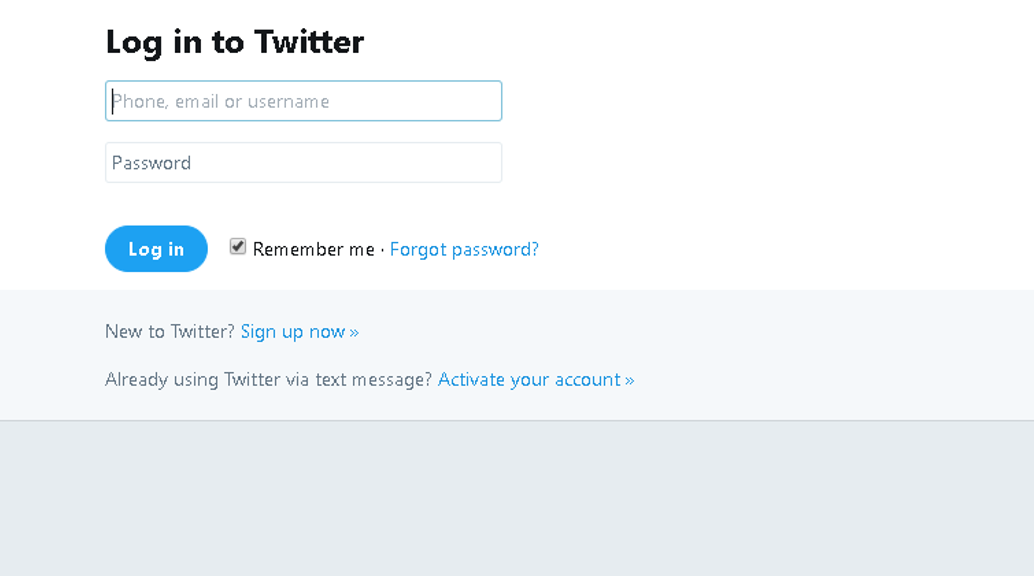 Log in to Twitter
Phone, email or username
Password
Log in Remember me · Forgot password?
New to Twitter? Sign up now »
Already using Twitter via text message? Activate your account »